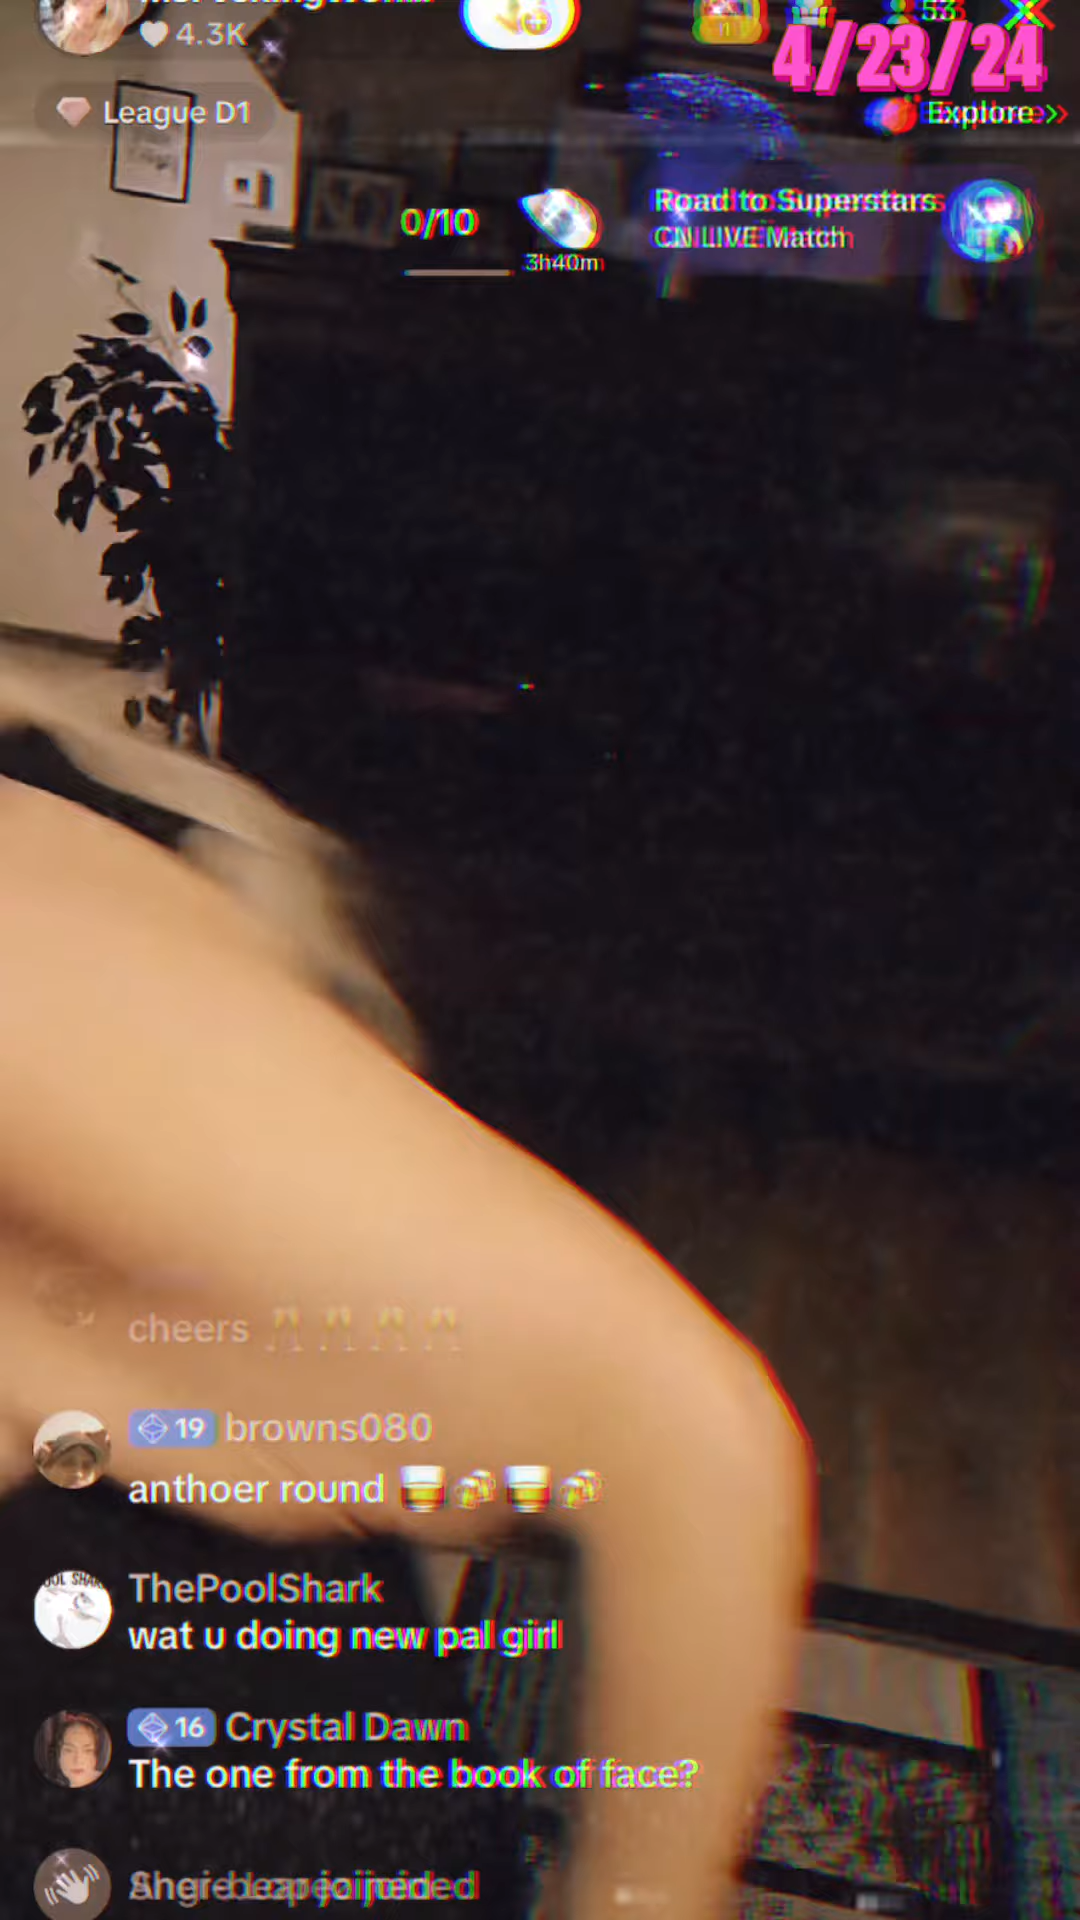 4.3K
53
4/23/24
League D1
Explore
0/10
Road to Superstars
CN LIVE Match
3h40m
cheers
19 browns080
anthoer round
ThePoolShark
wat u doing new pal girl
16 Crystal Dawn
The one from the book of face?